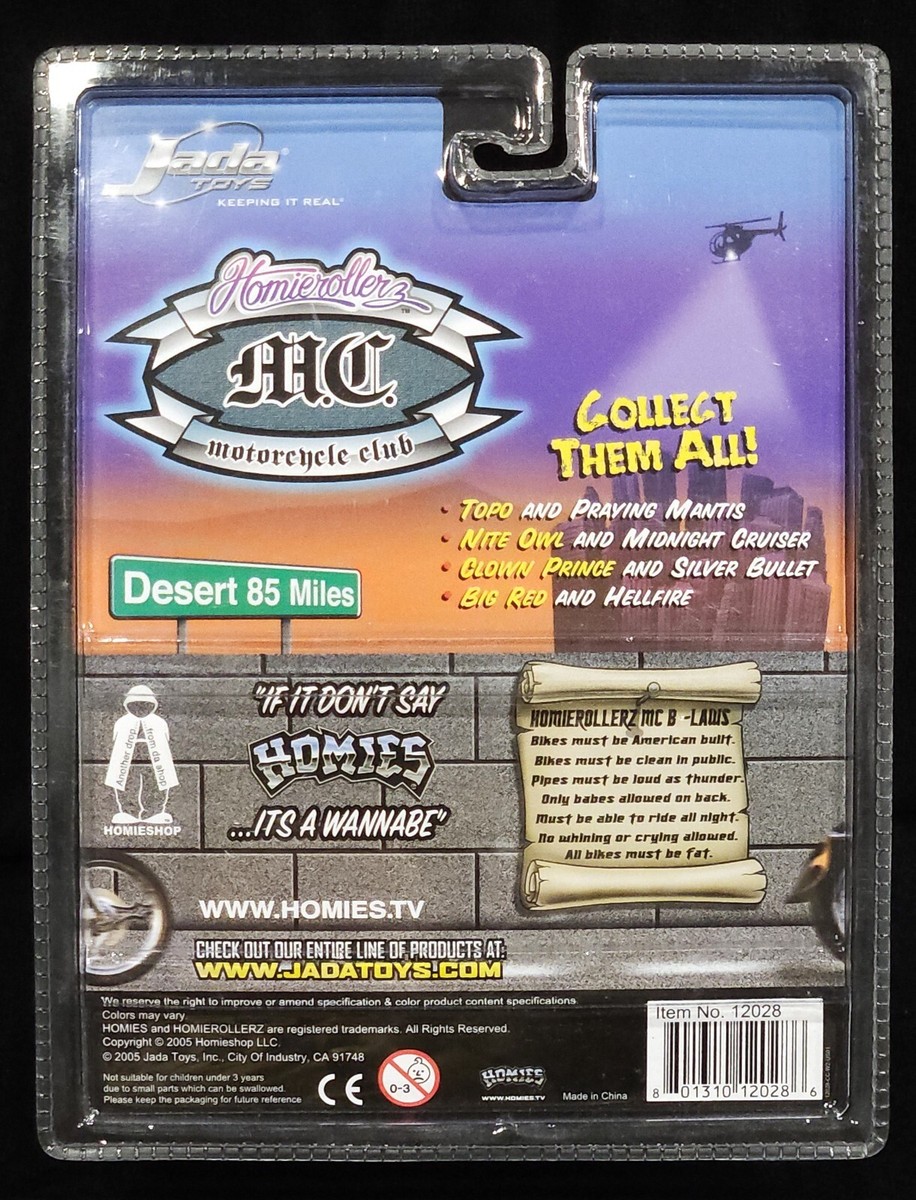 Jada®
TOYS
KEEPING IT REAL®
Homierollerz™
M.C.
motorcycle club
COLLECT
THEM ALL!
• TOPO AND PRAYING MANTIS
• NITE OWL AND MIDNIGHT CRUISER
• CLOWN PRINCE AND SILVER BULLET
• BIG RED AND HELLFIRE
Desert 85 Miles
Another drop
from da shop
HOMIESHOP
"IF IT DON'T SAY
HOMIES
...ITS A WANNABE"
HOMIEROLLERZ MC B -LAWS
Bikes must be American built.
Bikes must be clean in public.
Pipes must be loud as thunder.
Only babes allowed on back.
Must be able to ride all night.
No whining or crying allowed.
All bikes must be fat.
WWW.HOMIES.TV
CHECK OUT OUR ENTIRE LINE OF PRODUCTS AT:
WWW.JADATOYS.COM
We reserve the right to improve or amend specification & color product content specifications
Colors may vary.
HOMIES and HOMIEROLLERZ are registered trademarks. All Rights Reserved.
Copyright © 2005 Homieshop LLC.
© 2005 Jada Toys, Inc., City Of Industry, CA 91748
Not suitable for children under 3 years
due to small parts which can be swallowed.
Please keep the packaging for future reference
CE
0-3
HOMIES
WWW.HOMIES.TV
Made in China
Item No. 12028
8 01310 12028 6